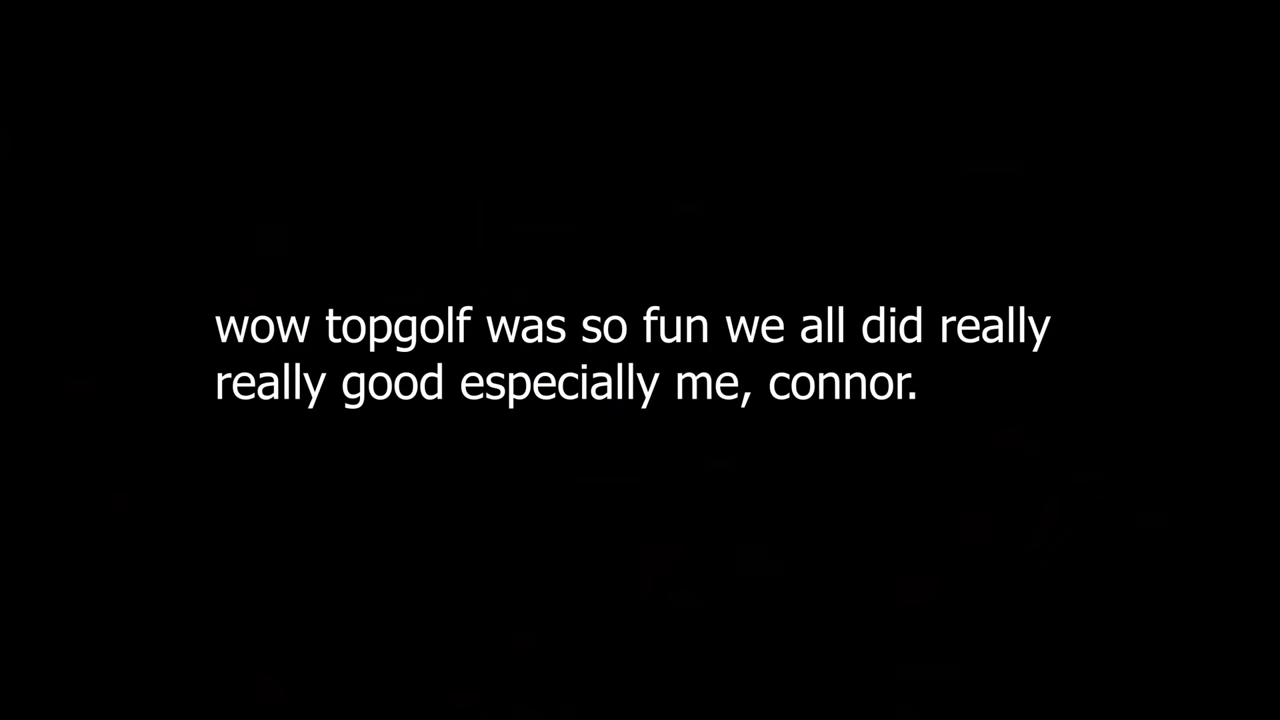 wow topgolf was so fun we all did really
really good especially me, connor.